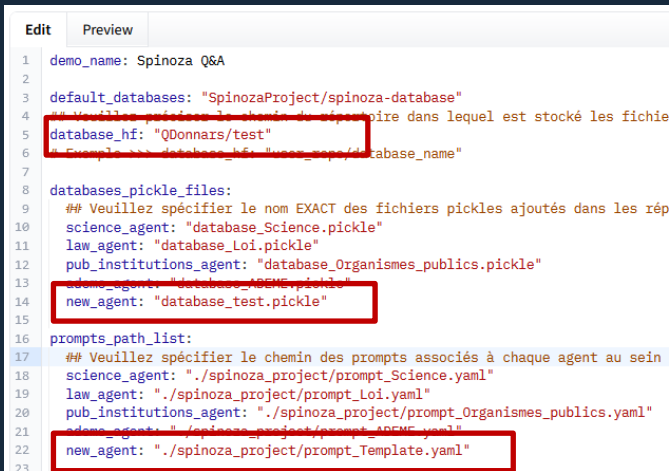 Edit Preview
1 demo_name: Spinoza Q&A
2
3 default_databases: "SpinozaProject/spinoza-database"
4 ## Veuillez préciser le chemin du répertoire dans lequel est stocké les fichie
5 database_hf: "QDonnars/test"
6 # Exemple >>> database_hf: "user_repo/database_name"
7
8 databases_pickle_files:
9 ## Veuillez spécifier le nom EXACT des fichiers pickles ajoutés dans les rép
10 science_agent: "database_Science.pickle"
11 law_agent: "database_Loi.pickle"
12 pub_institutions_agent: "database_Organismes_publics.pickle"
13 ademe_agent: "database_ADEME.pickle"
14 new_agent: "database_test.pickle"
15
16 prompts_path_list:
17 ## Veuillez spécifier le chemin des prompts associés à chaque agent au sein
18 science_agent: "./spinoza_project/prompt_Science.yaml"
19 law_agent: "./spinoza_project/prompt_Loi.yaml"
20 pub_institutions_agent: "./spinoza_project/prompt_Organismes_publics.yaml"
21 ademe_agent: "./spinoza_project/prompt_ADEME.yaml"
22 new_agent: "./spinoza_project/prompt_Template.yaml"
23